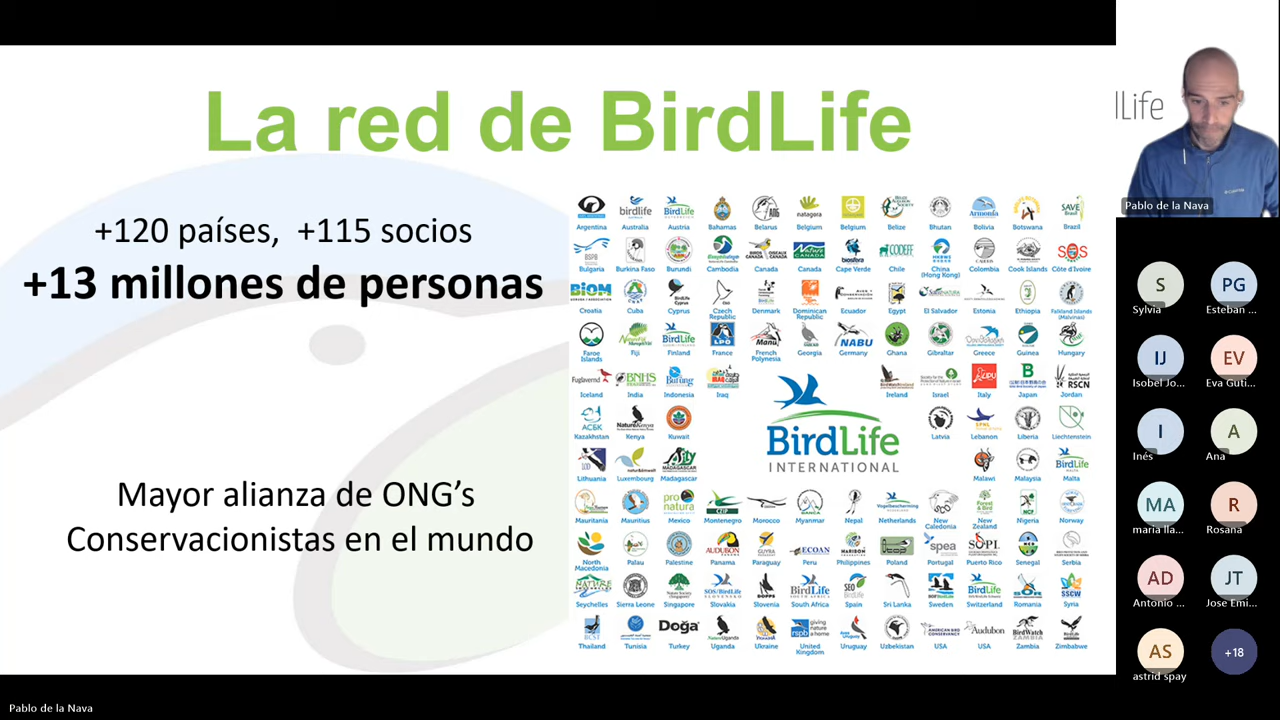 La red de BirdLife
+120 países, +115 socios
+13 millones de personas
Mayor alianza de ONG's
Conservacionistas en el mundo
Argentina Australia Austria Bahamas Belarus Belgium Belgium Belize Bhutan Bolivia Botswana Brazil
Bulgaria Burkina Faso Burundi Cambodia Canada Canada Cape Verde Chile China (Hong Kong) Colombia Cook Islands Côte d'Ivoire
Croatia Cuba Cyprus Czech Republic Denmark Dominican Republic Ecuador Egypt El Salvador Estonia Ethiopia Falkland Islands (Malvinas)
Faroe Islands Fiji Finland France French Polynesia Georgia Germany Ghana Gibraltar Greece Guinea Hungary
Iceland India Indonesia Iraq Ireland Israel Italy Japan Jordan
Kazakhstan Kenya Kuwait Latvia Lebanon Liberia Liechtenstein
BirdLife
INTERNATIONAL
Lithuania Luxembourg Madagascar Malawi Malaysia Malta
Mauritania Mauritius Mexico Montenegro Morocco Myanmar Nepal Netherlands New Caledonia New Zealand Nigeria Norway
North Macedonia Palau Palestine Panama Paraguay Peru Philippines Poland Portugal Puerto Rico Senegal Serbia
Seychelles Sierra Leone Singapore Slovakia Slovenia South Africa Spain Sri Lanka Sweden Switzerland Romania Syria
Thailand Tunisia Turkey Uganda Ukraine United Kingdom Uruguay Uzbekistan USA USA Zambia Zimbabwe
dLife
Pablo de la Nava
S PG
Sylvia Esteban ...
IJ EV
Isobel Jo... Eva Guti...
I A
Inés Ana
MA R
maria lla... Rosana
AD JT
Antonio ... Jose Emi...
AS +18
astrid spay
Pablo de la Nava